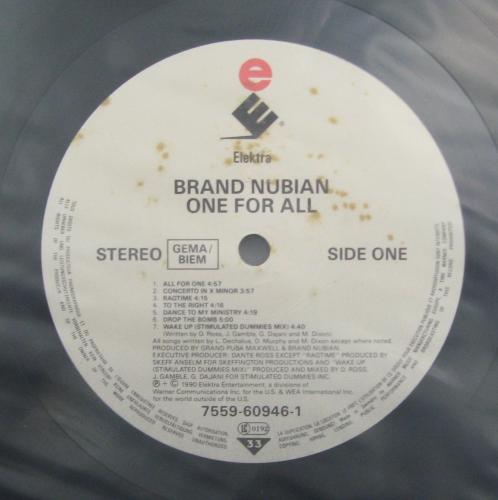 e
E®
Elektra
BRAND NUBIAN
ONE FOR ALL
STEREO
GEMA/
BIEM
SIDE ONE
1. ALL FOR ONE 4:57
2. CONCERTO IN X MINOR 3:57
3. RAGTIME 4:15
4. TO THE RIGHT 4:16
5. DANCE TO MY MINISTRY 4:19
6. DROP THE BOMB 5:00
7. WAKE UP (STIMULATED DUMMIES MIX) 4:40
(Written by D. Ross, J. Gamble, G. Dajani and M. Dixon)
All songs written by L. Dechalus, D. Murphy and M. Dixon except where noted.
PRODUCED BY GRAND PUBA MAXWELL & BRAND NUBIAN.
EXECUTIVE PRODUCER: DANTE ROSS EXCEPT "RAGTIME" PRODUCED BY
SKEFF ANSELM FOR SKEFFINGTON PRODUCTIONS AND "WAKE UP
(STIMULATED DUMMIES MIX)" PRODUCED AND MIXED BY D. ROSS,
J. GAMBLE, G. DAJANI FOR STIMULATED DUMMIES INC.
℗ + © 1990 Elektra Entertainment, a divisions of
Warner Communications Inc. for the U.S. & WEA International Inc.
for the world outside of the U.S.
7559-60946-1
0192
33